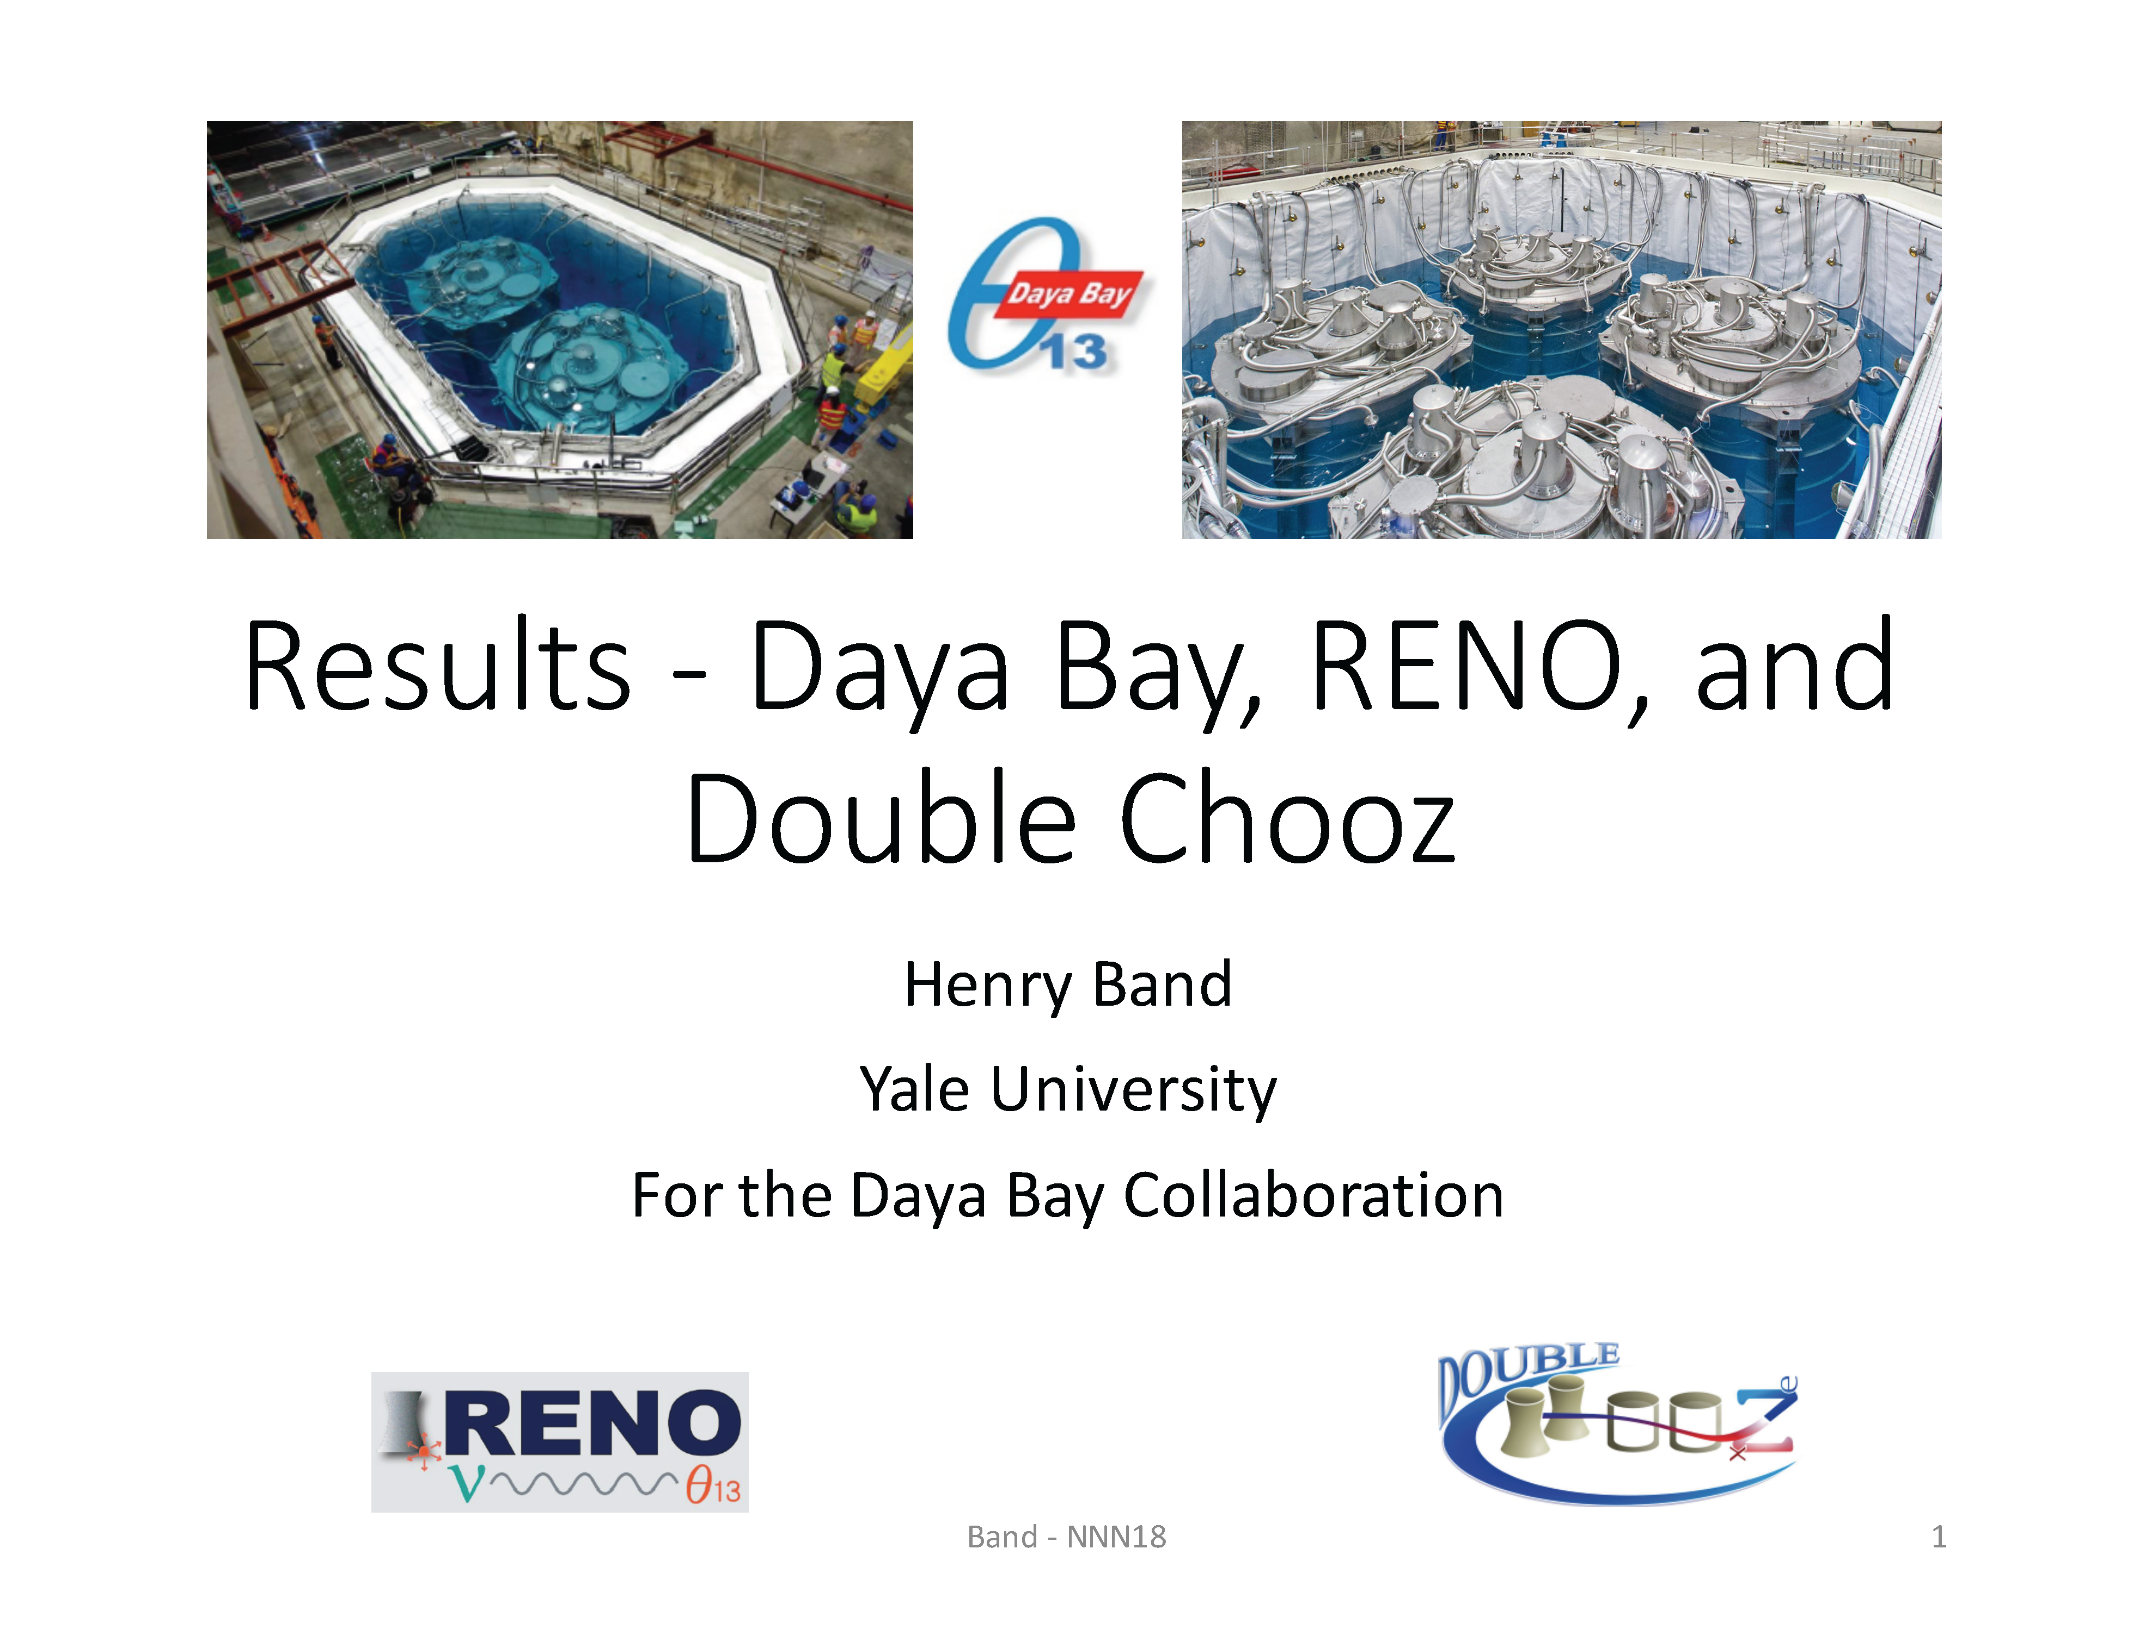 θ
Daya Bay
13
Results - Daya Bay, RENO, and
Double Chooz
Henry Band
Yale University
For the Daya Bay Collaboration
RENO
ν θ13
DOUBLE
Chooz
e
x
Band - NNN18
1